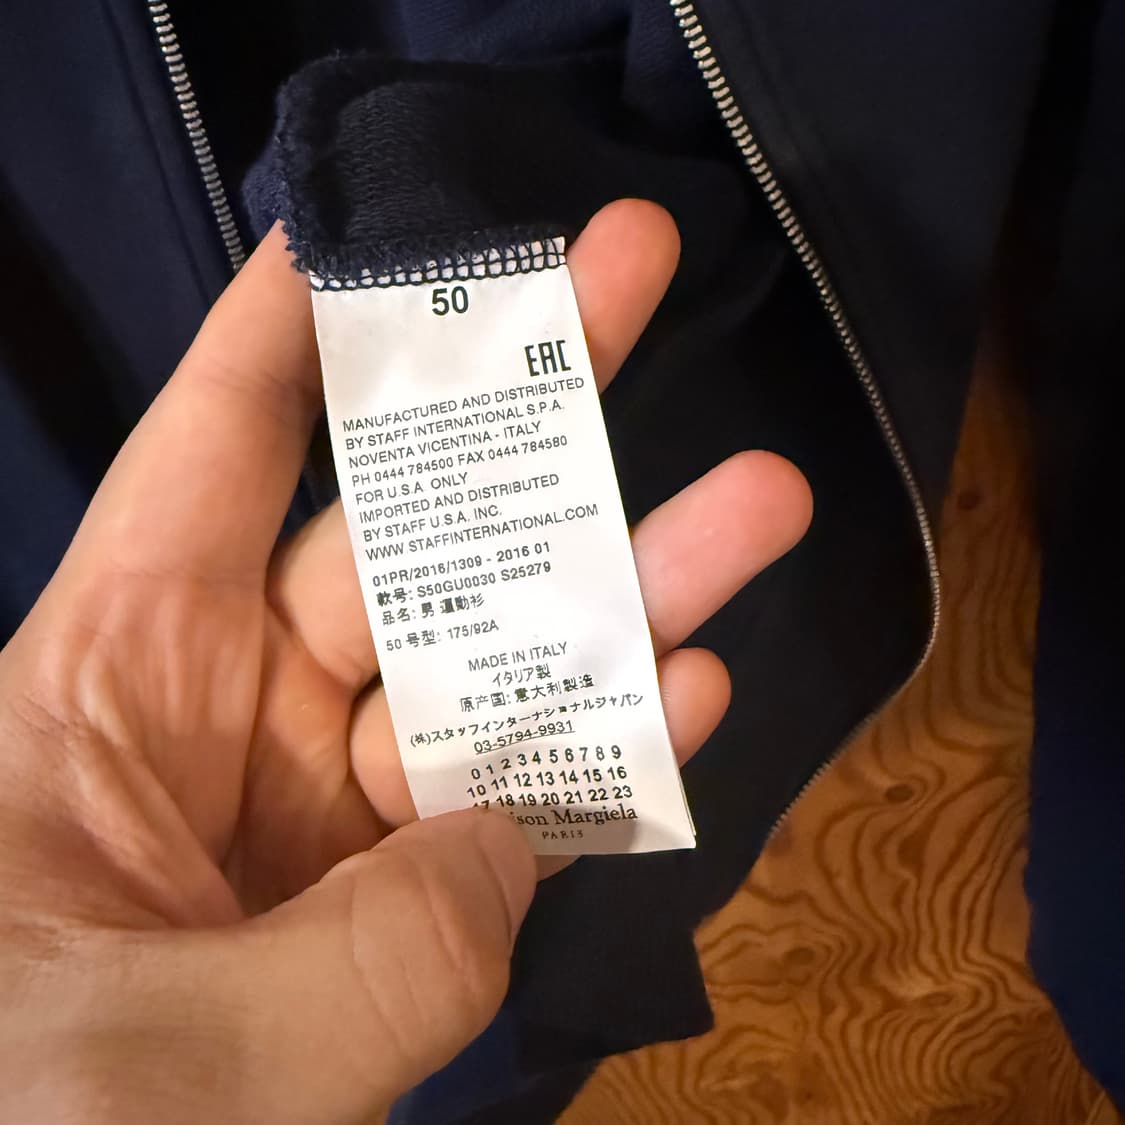 50
EAC
MANUFACTURED AND DISTRIBUTED
BY STAFF INTERNATIONAL S.P.A.
NOVENTA VICENTINA - ITALY
PH 0444 784500 FAX 0444 784580
FOR U.S.A ONLY
IMPORTED AND DISTRIBUTED
BY STAFF U.S.A. INC.
WWW STAFFINTERNATIONAL.COM
01PR/2016/1309 - 2016 01
款号: S50GU0030 S25279
品名: 男 運動衫
50 号型: 175/92A
MADE IN ITALY
イタリア製
原产国: 意大利製造
(株)スタッフインターナショナルジャパン
03-5794-9931
0 1 2 3 4 5 6 7 8 9
10 11 12 13 14 15 16
17 18 19 20 21 22 23
Margiela
PARIS